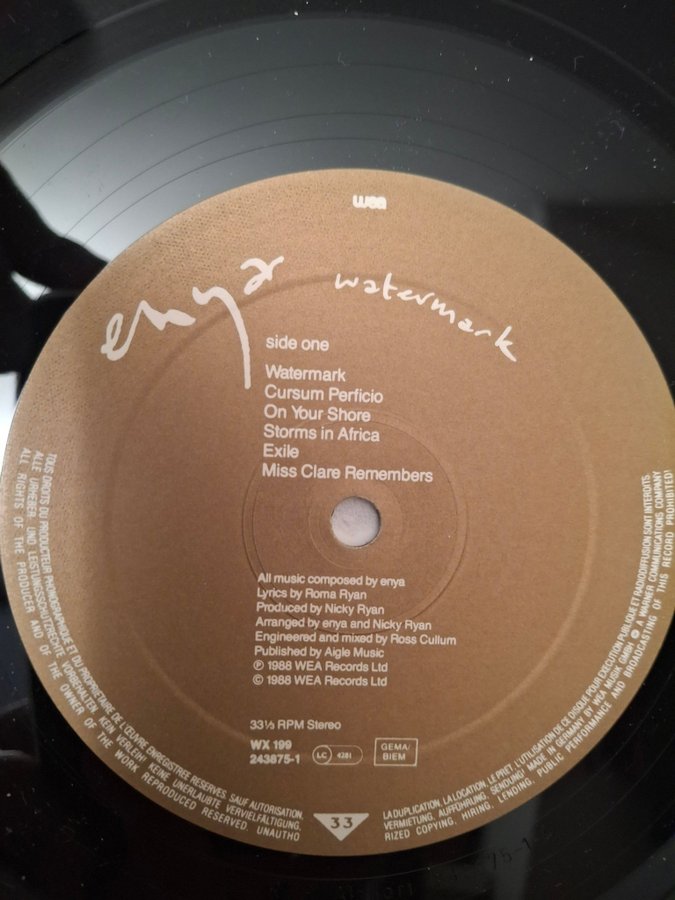 wea
enya
watermark
side one
Watermark
Cursum Perficio
On Your Shore
Storms in Africa
Exile
Miss Clare Remembers
All music composed by enya
Lyrics by Roma Ryan
Produced by Nicky Ryan
Arranged by enya and Nicky Ryan
Engineered and mixed by Ross Cullum
Published by Aigle Music
℗ 1988 WEA Records Ltd
© 1988 WEA Records Ltd
33⅓ RPM Stereo
WX 199
243875-1
LC 4281
GEMA/
BIEM
33
TOUS DROITS DU PRODUCTEUR PHONOGRAPHIQUE ET DU PROPRIETAIRE DE L'ŒUVRE ENREGISTREE RESERVES. SAUF AUTORISATION,
LA DUPLICATION, LA LOCATION, LE PRET, L'UTILISATION DE CE DISQUE POUR EXECUTION PUBLIQUE ET RADIODIFFUSION SONT INTERDITS.
ALLE URHEBER- UND LEISTUNGSSCHUTZRECHTE VORBEHALTEN. KEIN VERLEIH! KEINE UNERLAUBTE VERVIELFALTIGUNG,
VERMIETUNG, AUFFÜHRUNG, SENDUNG! MADE IN GERMANY BY WEA MUSIK GMBH A WARNER COMMUNICATIONS COMPANY
ALL RIGHTS OF THE PRODUCER AND OF THE OWNER OF THE WORK REPRODUCED RESERVED. UNAUTHO
RIZED COPYING, HIRING, LENDING, PUBLIC PERFORMANCE AND BROADCASTING OF THIS RECORD PROHIBITED!